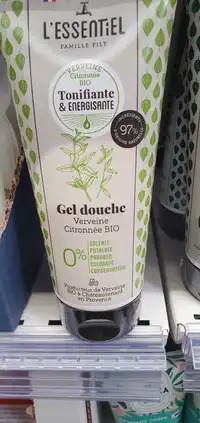 L'ESSENTIEL
FAMILLE FILT
VERVEINE
Citronnée
BIO
Tonifiante
& ENERGISANTE
97%
Gel douche
Verveine
Citronnée BIO
0%
SULFATE
PHTALATE
PARABEN
COLORANT
CONSERVATEUR
Producteur de Verveine
BIO à Châteaurenard
en Provence